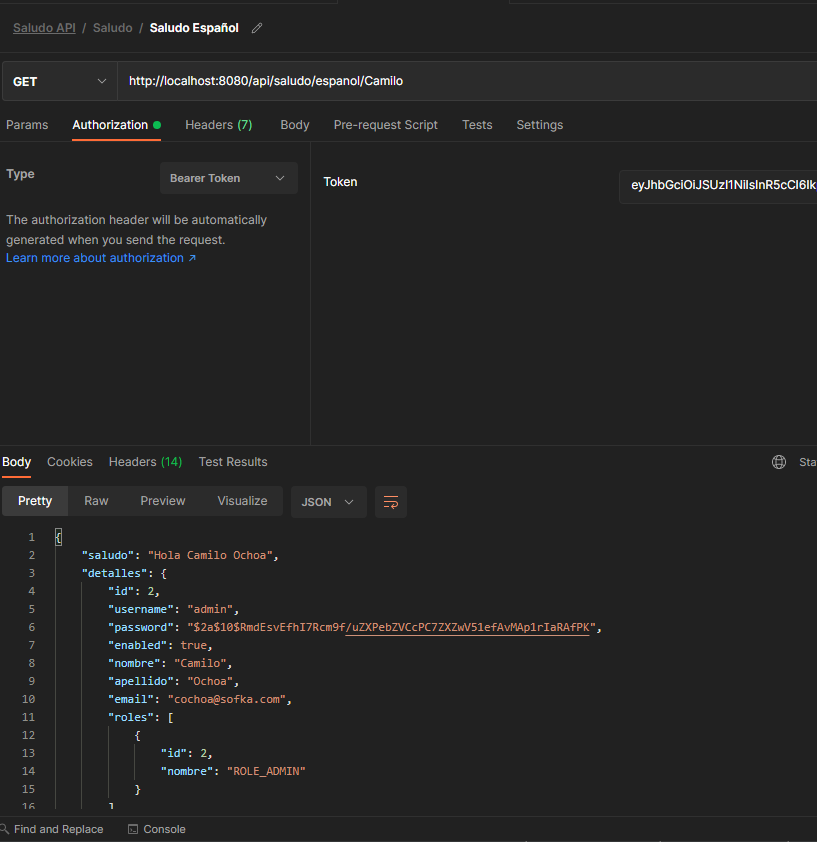 Saludo API / Saludo / Saludo Español
GET http://localhost:8080/api/saludo/espanol/Camilo
Params Authorization Headers (7) Body Pre-request Script Tests Settings
Type Bearer Token Token eyJhbGciOiJSUzI1NiIsInR5cCI6Ik
The authorization header will be automatically
generated when you send the request.
Learn more about authorization ↗
Body Cookies Headers (14) Test Results Sta
Pretty Raw Preview Visualize JSON
1 {
2 "saludo": "Hola Camilo Ochoa",
3 "detalles": {
4 "id": 2,
5 "username": "admin",
6 "password": "$2a$10$RmdEsvEfhI7Rcm9f/uZXPebZVCcPC7ZXZwV51efAvMAp1rIaRAfPK",
7 "enabled": true,
8 "nombre": "Camilo",
9 "apellido": "Ochoa",
10 "email": "cochoa@sofka.com",
11 "roles": [
12 {
13 "id": 2,
14 "nombre": "ROLE_ADMIN"
15 }
16 ]
Find and Replace Console